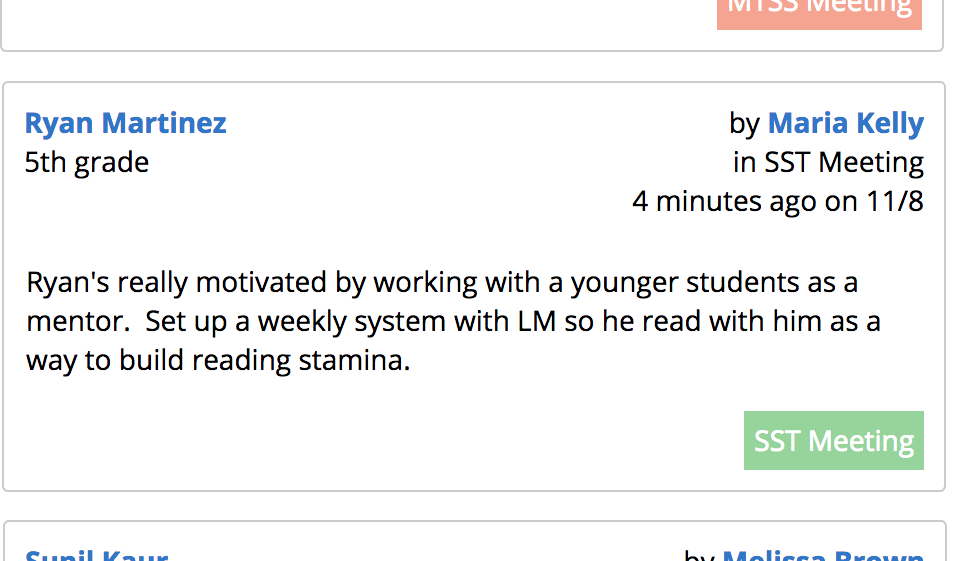 MTSS Meeting
Ryan Martinez
by Maria Kelly
5th grade
in SST Meeting
4 minutes ago on 11/8
Ryan's really motivated by working with a younger students as a
mentor.  Set up a weekly system with LM so he read with him as a
way to build reading stamina.
SST Meeting
Sunil Kaur
by Melissa Brown